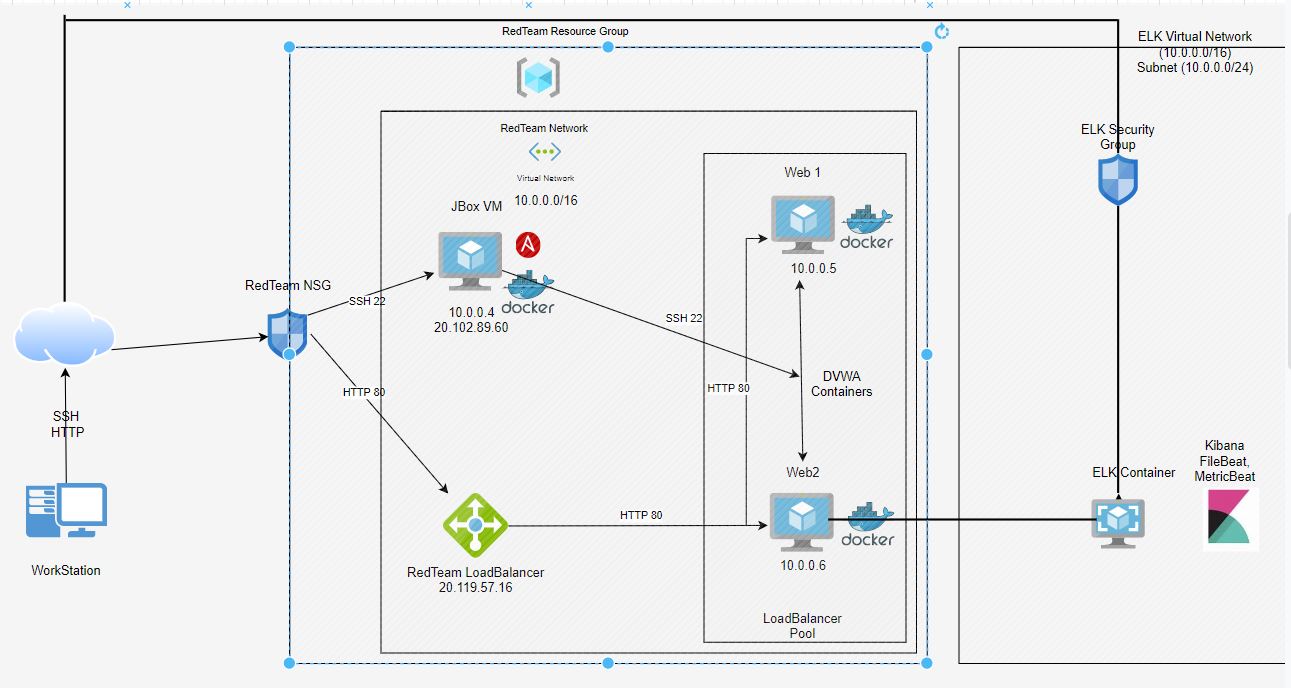 RedTeam Resource Group
ELK Virtual Network
(10.0.0.0/16)
Subnet (10.0.0.0/24)
RedTeam Network
Virtual Network
10.0.0.0/16
ELK Security
Group
Web 1
docker
10.0.0.5
JBox VM
A
docker
10.0.0.4
20.102.89.60
RedTeam NSG
SSH 22
SSH 22
HTTP 80
HTTP 80
DVWA
Containers
SSH
HTTP
WorkStation
Web2
docker
10.0.0.6
HTTP 80
RedTeam LoadBalancer
20.119.57.16
LoadBalancer
Pool
ELK Container
Kibana
FileBeat,
MetricBeat